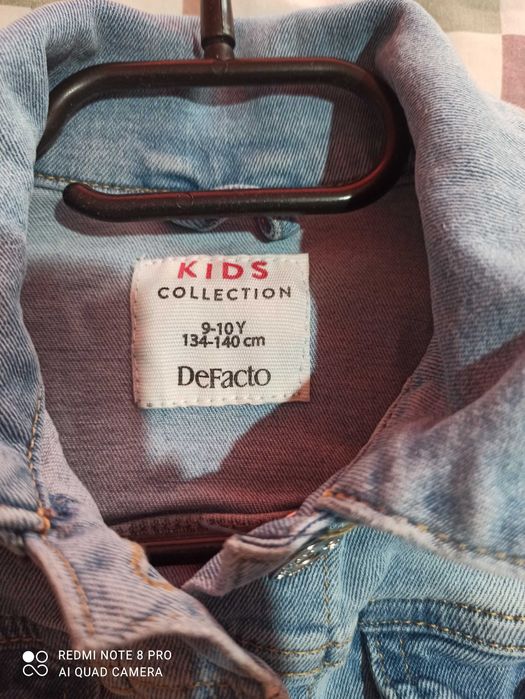 KIDS
COLLECTION
9-10 Y
134-140 cm
DeFacto
REDMI NOTE 8 PRO
AI QUAD CAMERA